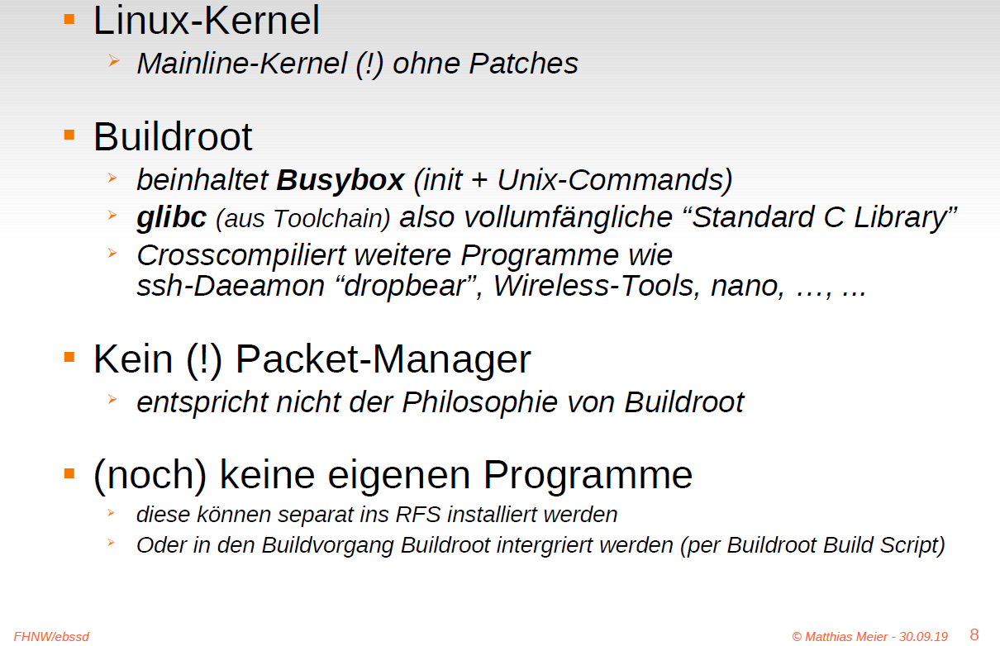 Linux-Kernel
Mainline-Kernel (!) ohne Patches
Buildroot
beinhaltet Busybox (init + Unix-Commands)
glibc (aus Toolchain) also vollumfängliche “Standard C Library”
Crosscompiliert weitere Programme wie
ssh-Daeamon “dropbear”, Wireless-Tools, nano, …, ...
Kein (!) Packet-Manager
entspricht nicht der Philosophie von Buildroot
(noch) keine eigenen Programme
diese können separat ins RFS installiert werden
Oder in den Buildvorgang Buildroot intergriert werden (per Buildroot Build Script)
FHNW/ebssd © Matthias Meier - 30.09.19 8